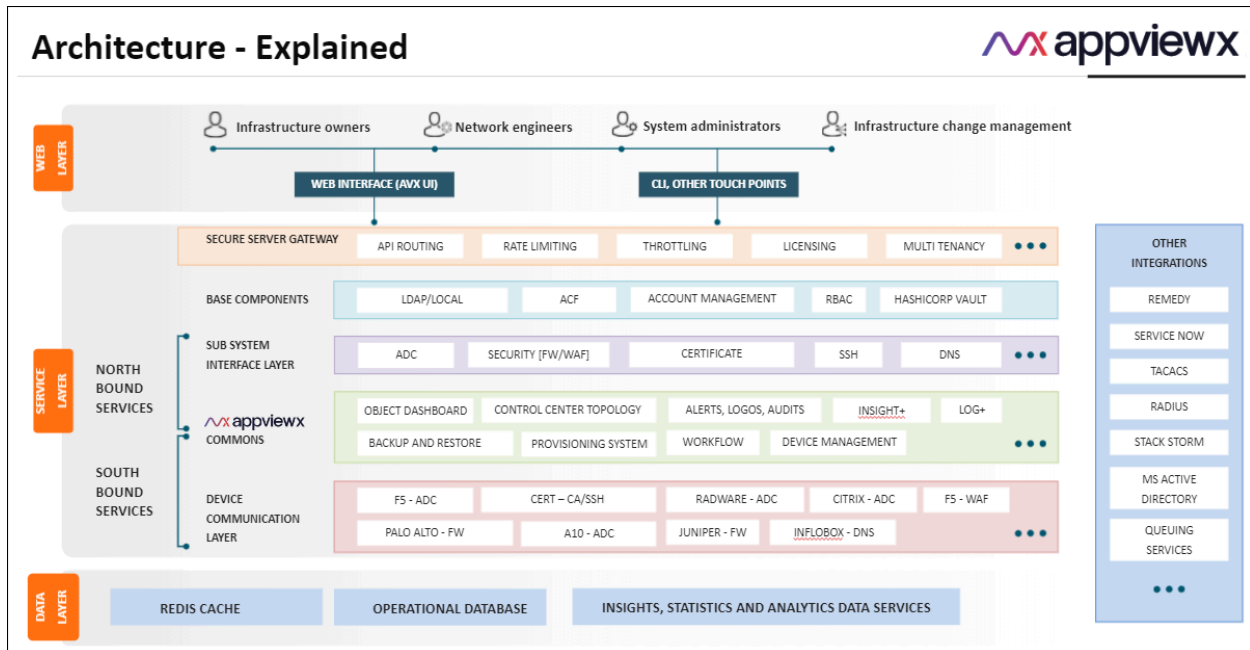 Architecture - Explained
appviewx
WEB
LAYER
Infrastructure owners
Network engineers
System administrators
Infrastructure change management
WEB INTERFACE (AVX UI)
CLI, OTHER TOUCH POINTS
SERVICE
LAYER
NORTH
BOUND
SERVICES
SOUTH
BOUND
SERVICES
SECURE SERVER GATEWAY
API ROUTING
RATE LIMITING
THROTTLING
LICENSING
MULTI TENANCY
BASE COMPONENTS
LDAP/LOCAL
ACF
ACCOUNT MANAGEMENT
RBAC
HASHICORP VAULT
SUB SYSTEM
INTERFACE LAYER
ADC
SECURITY [FW/WAF]
CERTIFICATE
SSH
DNS
appviewx
COMMONS
OBJECT DASHBOARD
CONTROL CENTER TOPOLOGY
ALERTS, LOGOS, AUDITS
INSIGHT+
LOG+
BACKUP AND RESTORE
PROVISIONING SYSTEM
WORKFLOW
DEVICE MANAGEMENT
DEVICE
COMMUNICATION
LAYER
F5 - ADC
CERT – CA/SSH
RADWARE - ADC
CITRIX - ADC
F5 - WAF
PALO ALTO - FW
A10 - ADC
JUNIPER - FW
INFLOBOX - DNS
OTHER
INTEGRATIONS
REMEDY
SERVICE NOW
TACACS
RADIUS
STACK STORM
MS ACTIVE
DIRECTORY
QUEUING
SERVICES
DATA
LAYER
REDIS CACHE
OPERATIONAL DATABASE
INSIGHTS, STATISTICS AND ANALYTICS DATA SERVICES